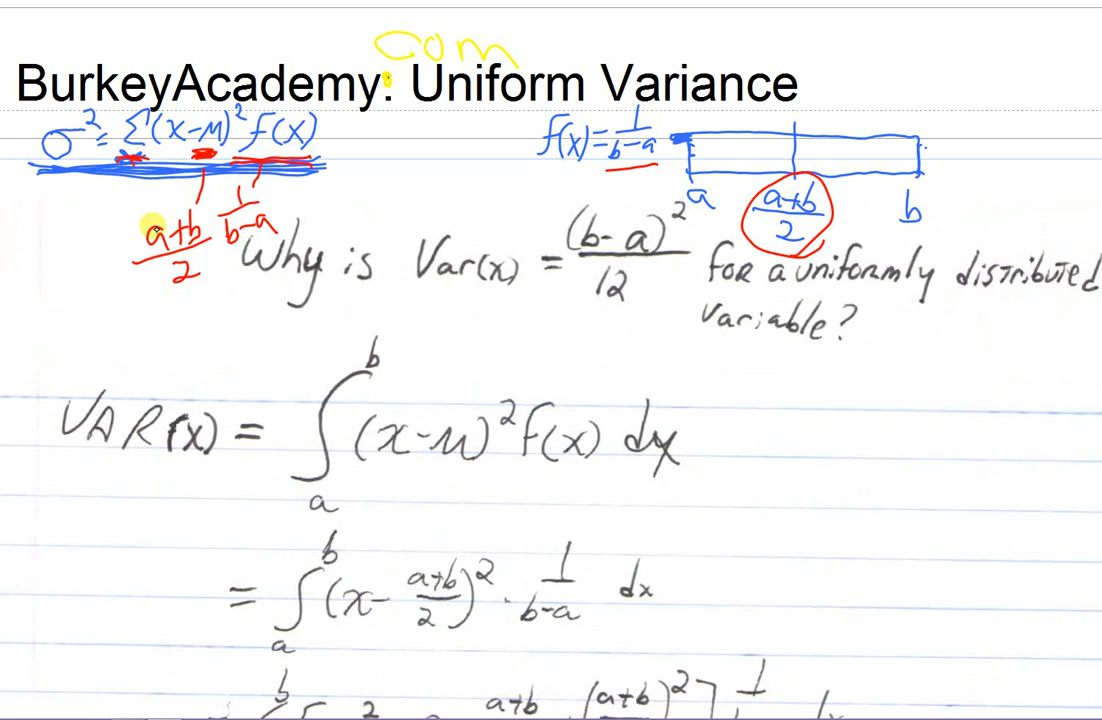 com
BurkeyAcademy: Uniform Variance
σ² = Σ(x-μ)² f(x)
f(x) = 1/(b-a)
a (a+b)/2 b
(a+b)/2 1/(b-a)
Why is Var(x) = (b-a)²/12 for a uniformly distributed
variable?
VAR(x) = ∫ₐᵇ (x-μ)² f(x) dx
= ∫ₐᵇ (x - (a+b)/2)² · 1/(b-a) dx